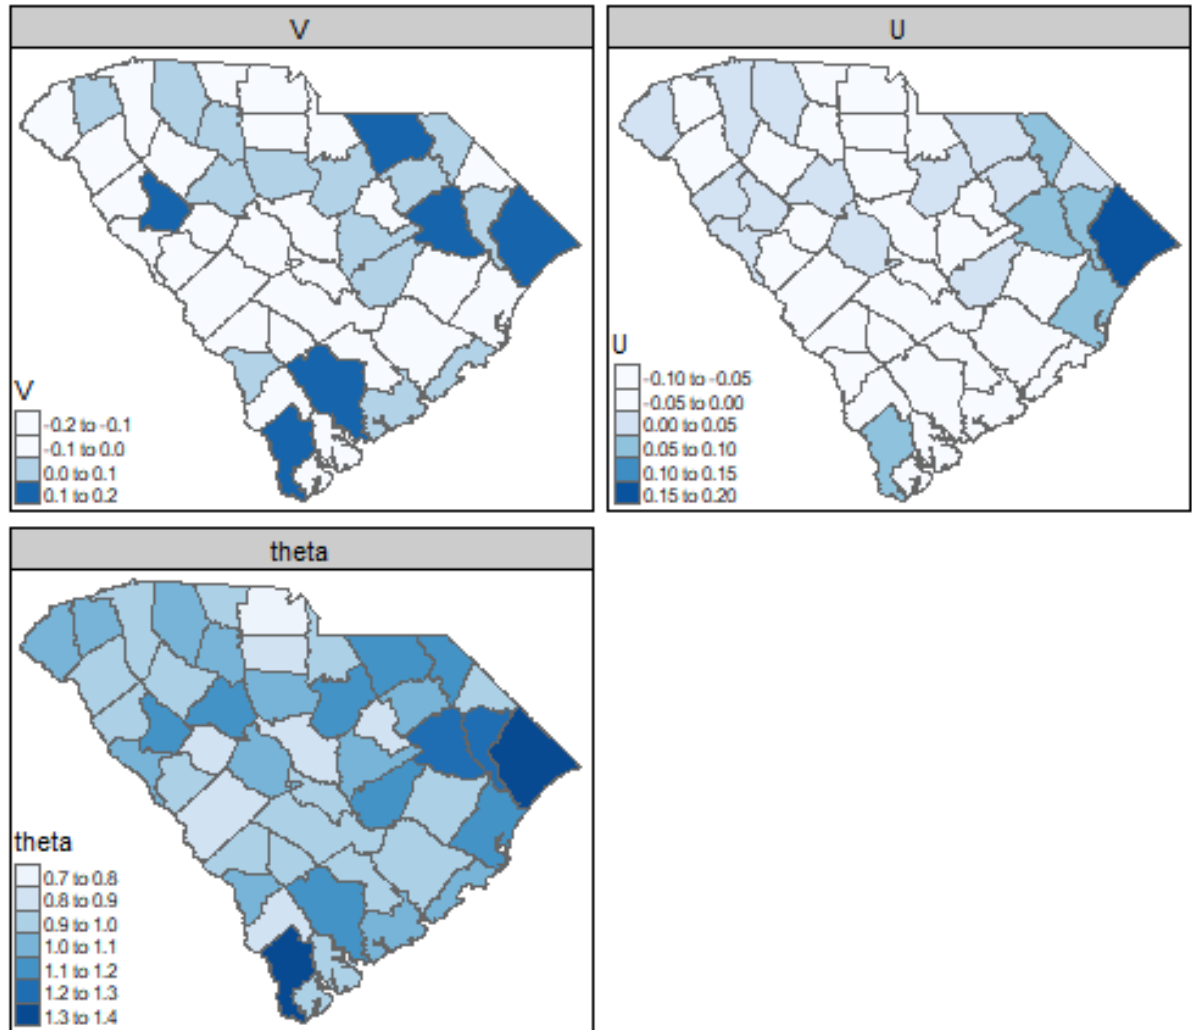 V
U
V
-0.2 to -0.1
-0.1 to 0.0
0.0 to 0.1
0.1 to 0.2
U
-0.10 to -0.05
-0.05 to 0.00
0.00 to 0.05
0.05 to 0.10
0.10 to 0.15
0.15 to 0.20
theta
theta
0.7 to 0.8
0.8 to 0.9
0.9 to 1.0
1.0 to 1.1
1.1 to 1.2
1.2 to 1.3
1.3 to 1.4